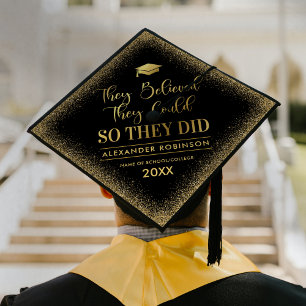 They Believed
They Could
SO THEY DID
ALEXANDER ROBINSON
NAME OF SCHOOL/COLLEGE
20XX